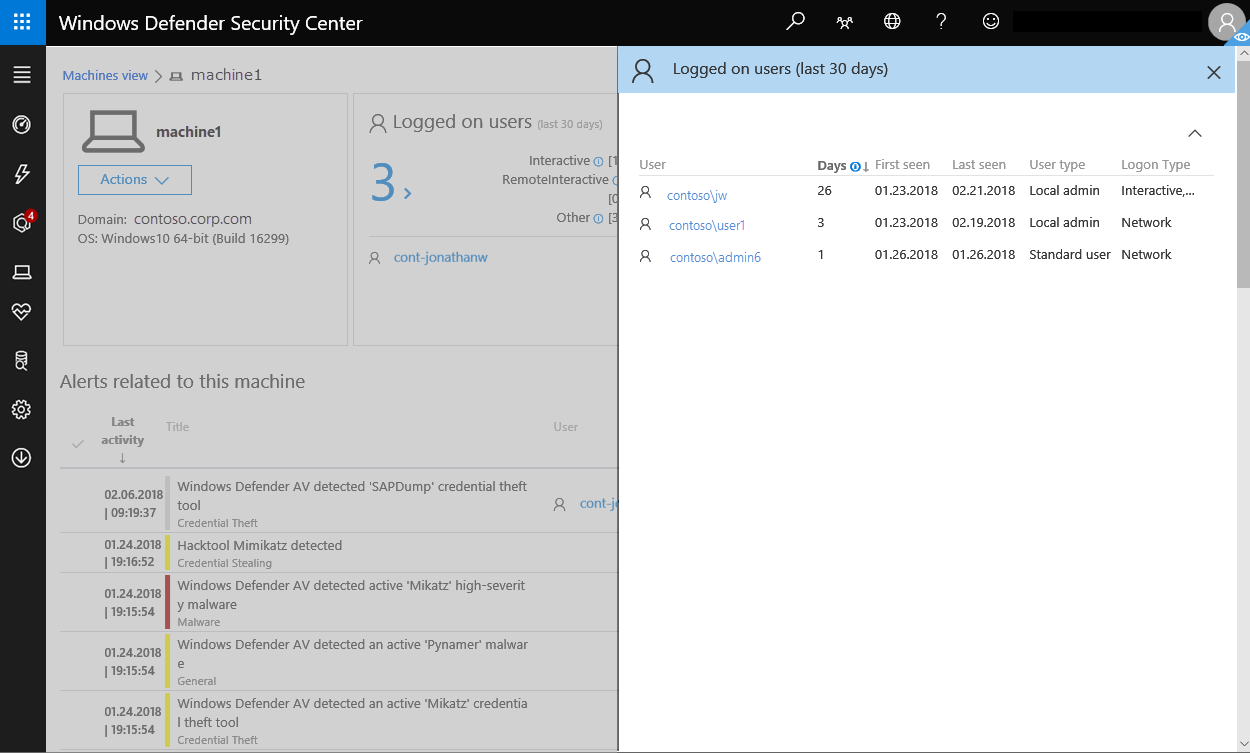 Windows Defender Security Center
4
Machines view > machine1
machine1
Actions
Domain: contoso.corp.com
OS: Windows10 64-bit (Build 16299)
Logged on users (last 30 days)
3 >
Interactive [1
RemoteInteractive
[0
Other [3
cont-jonathanw
Alerts related to this machine
Last
activity
↓
Title
User
02.06.2018
| 09:19:37
Windows Defender AV detected 'SAPDump' credential theft
tool
Credential Theft
cont-jo
01.24.2018
| 19:16:52
Hacktool Mimikatz detected
Credential Stealing
01.24.2018
| 19:15:54
Windows Defender AV detected active 'Mikatz' high-severit
y malware
Malware
01.24.2018
| 19:15:54
Windows Defender AV detected an active 'Pynamer' malwar
e
General
01.24.2018
| 19:15:54
Windows Defender AV detected an active 'Mikatz' credentia
l theft tool
Credential Theft
Logged on users (last 30 days)
User Days ↓ First seen Last seen User type Logon Type
contoso\jw 26 01.23.2018 02.21.2018 Local admin Interactive,...
contoso\user1 3 01.23.2018 02.19.2018 Local admin Network
contoso\admin6 1 01.26.2018 01.26.2018 Standard user Network